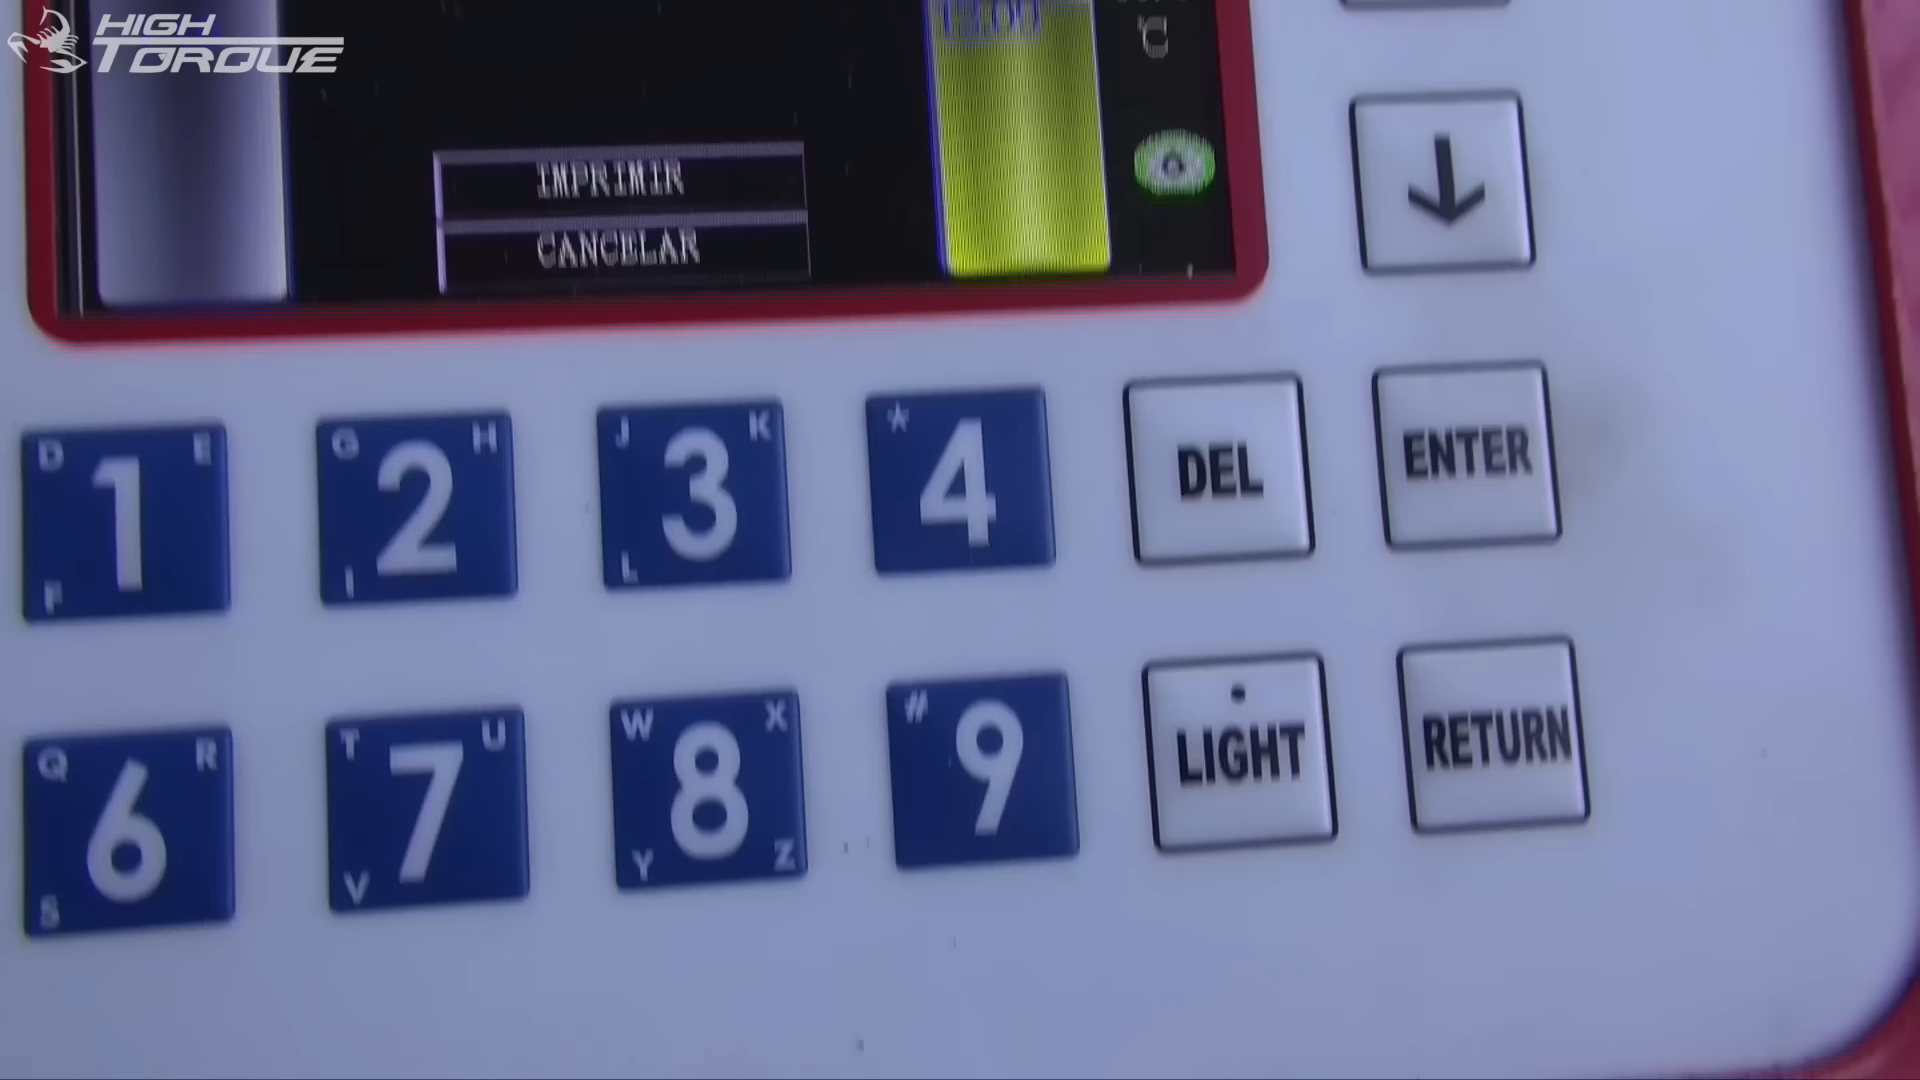 HIGH
TORQUE
°C
IMPRIMIR
CANCELAR
D E
1
F
G H
2
I
J K
3
L
*
4
DEL
ENTER
Q R
6
S
T U
7
V
W X
8
Y Z
#
9
LIGHT
RETURN